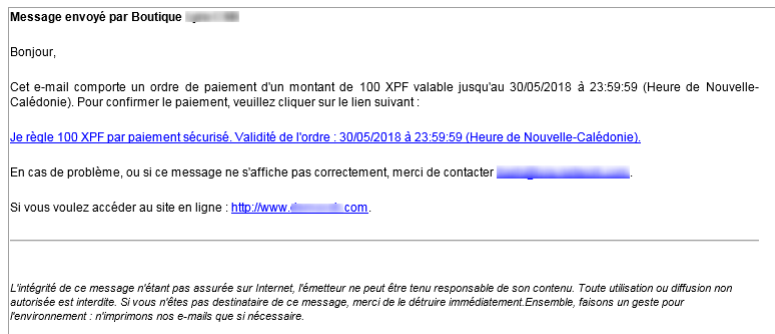 Message envoyé par Boutique
Bonjour,
Cet e-mail comporte un ordre de paiement d'un montant de 100 XPF valable jusqu'au 30/05/2018 à 23:59:59 (Heure de Nouvelle-
Calédonie). Pour confirmer le paiement, veuillez cliquer sur le lien suivant :
Je règle 100 XPF par paiement sécurisé. Validité de l'ordre : 30/05/2018 à 23:59:59 (Heure de Nouvelle-Calédonie).
En cas de problème, ou si ce message ne s'affiche pas correctement, merci de contacter .
Si vous voulez accéder au site en ligne : http://www. .com.
L'intégrité de ce message n'étant pas assurée sur Internet, l'émetteur ne peut être tenu responsable de son contenu. Toute utilisation ou diffusion non
autorisée est interdite. Si vous n'êtes pas destinataire de ce message, merci de le détruire immédiatement.Ensemble, faisons un geste pour
l'environnement : n'imprimons nos e-mails que si nécessaire.